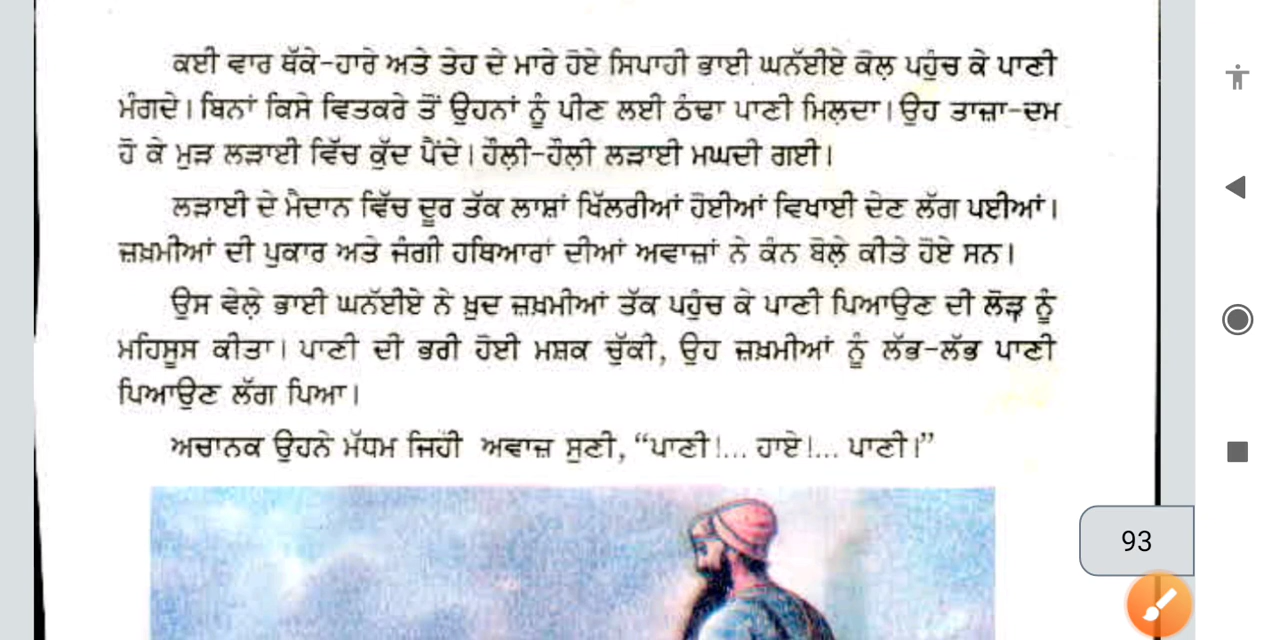 ਕਈ ਵਾਰ ਥੱਕੇ-ਹਾਰੇ ਅਤੇ ਤੇਹ ਦੇ ਮਾਰੇ ਹੋਏ ਸਿਪਾਹੀ ਭਾਈ ਘਨੱਈਏ ਕੋਲ਼ ਪਹੁੰਚ ਕੇ ਪਾਣੀ
ਮੰਗਦੇ। ਬਿਨਾਂ ਕਿਸੇ ਵਿਤਕਰੇ ਤੋਂ ਉਹਨਾਂ ਨੂੰ ਪੀਣ ਲਈ ਠੰਢਾ ਪਾਣੀ ਮਿਲ਼ਦਾ। ਉਹ ਤਾਜ਼ਾ-ਦਮ
ਹੋ ਕੇ ਮੁੜ ਲੜਾਈ ਵਿੱਚ ਕੁੱਦ ਪੈਂਦੇ। ਹੌਲ਼ੀ-ਹੌਲ਼ੀ ਲੜਾਈ ਮਘਦੀ ਗਈ।
ਲੜਾਈ ਦੇ ਮੈਦਾਨ ਵਿੱਚ ਦੂਰ ਤੱਕ ਲਾਸ਼ਾਂ ਖਿੱਲਰੀਆਂ ਹੋਈਆਂ ਵਿਖਾਈ ਦੇਣ ਲੱਗ ਪਈਆਂ।
ਜ਼ਖ਼ਮੀਆਂ ਦੀ ਪੁਕਾਰ ਅਤੇ ਜੰਗੀ ਹਥਿਆਰਾਂ ਦੀਆਂ ਅਵਾਜ਼ਾਂ ਨੇ ਕੰਨ ਬੋਲ਼ੇ ਕੀਤੇ ਹੋਏ ਸਨ।
ਉਸ ਵੇਲ਼ੇ ਭਾਈ ਘਨੱਈਏ ਨੇ ਖ਼ੁਦ ਜ਼ਖ਼ਮੀਆਂ ਤੱਕ ਪਹੁੰਚ ਕੇ ਪਾਣੀ ਪਿਆਉਣ ਦੀ ਲੋੜ ਨੂੰ
ਮਹਿਸੂਸ ਕੀਤਾ। ਪਾਣੀ ਦੀ ਭਰੀ ਹੋਈ ਮਸ਼ਕ ਚੁੱਕੀ, ਉਹ ਜ਼ਖ਼ਮੀਆਂ ਨੂੰ ਲੱਭ-ਲੱਭ ਪਾਣੀ
ਪਿਆਉਣ ਲੱਗ ਪਿਆ।
ਅਚਾਨਕ ਉਹਨੇ ਮੱਧਮ ਜਿਹੀ ਅਵਾਜ਼ ਸੁਣੀ, “ਪਾਣੀ!... ਹਾਏ!... ਪਾਣੀ!”
93